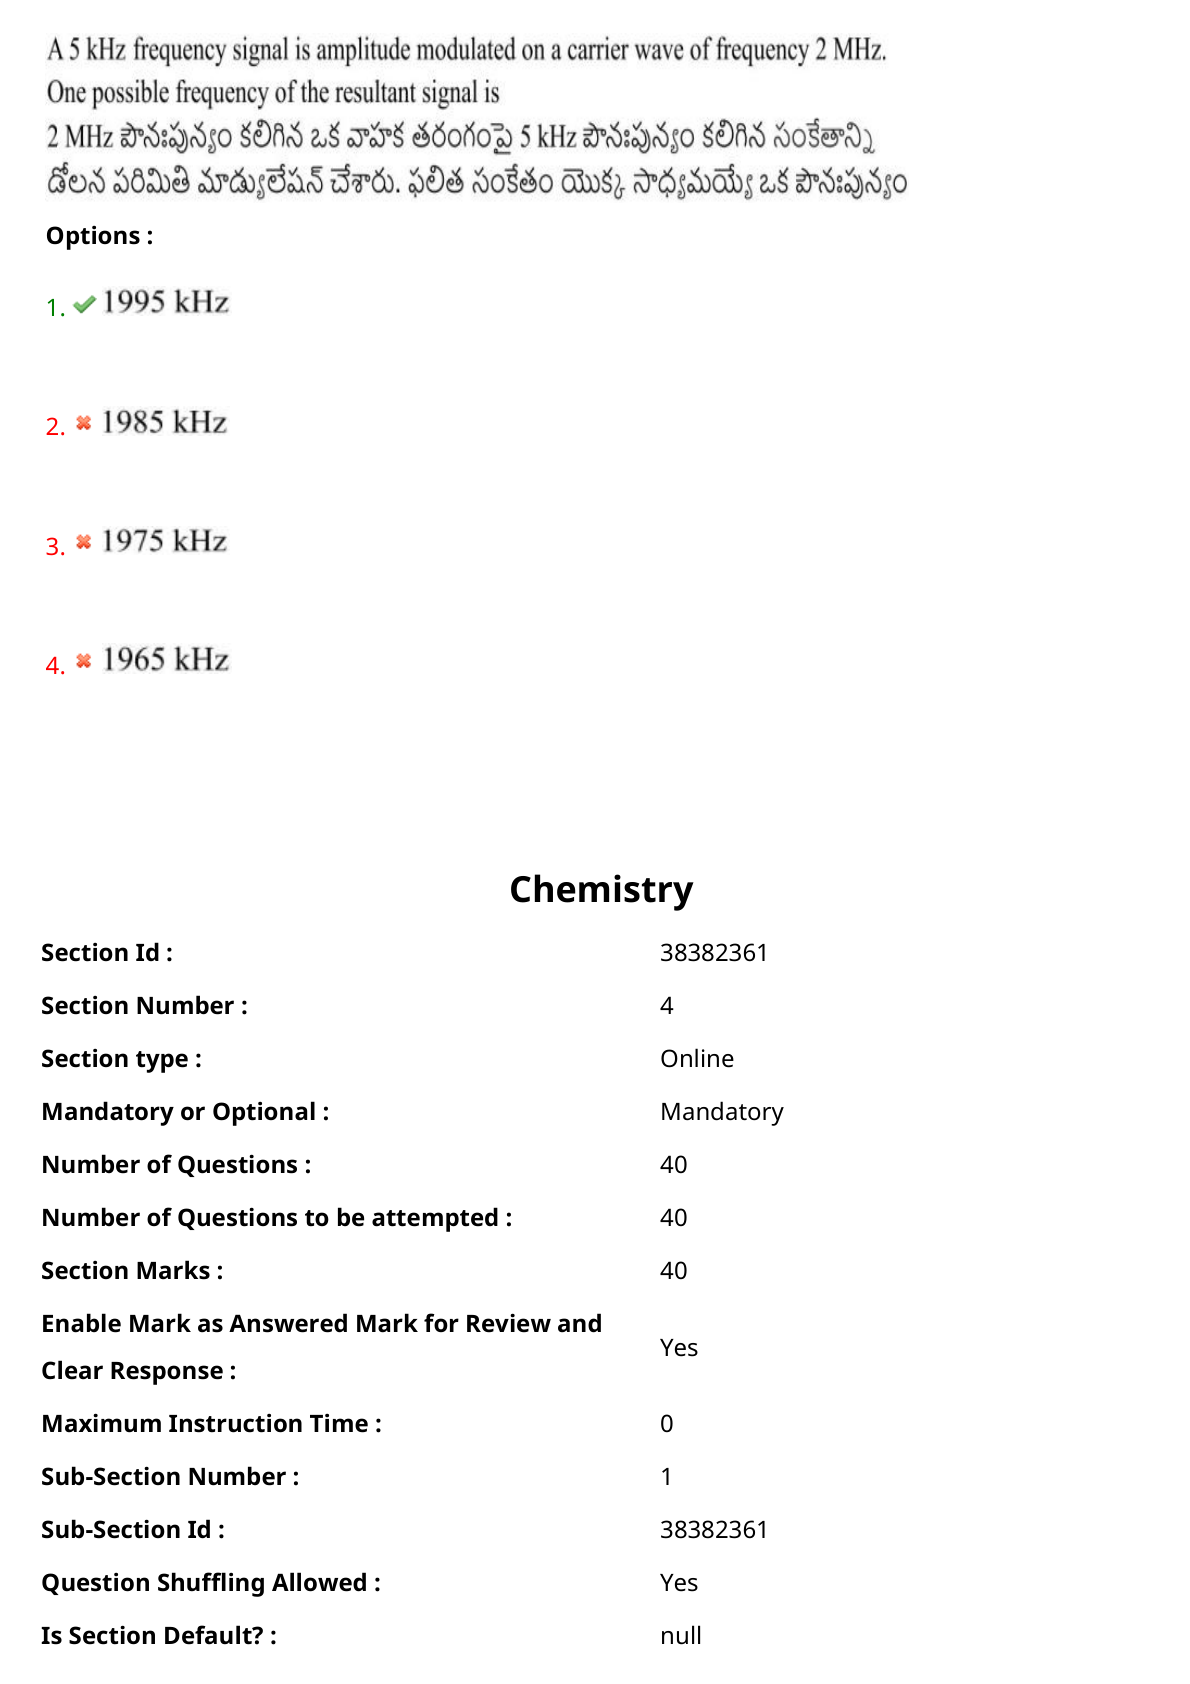 A 5 kHz frequency signal is amplitude modulated on a carrier wave of frequency 2 MHz.
One possible frequency of the resultant signal is
2 MHz పౌనఃపున్యం కలిగిన ఒక వాహక తరంగంపై 5 kHz పౌనఃపున్యం కలిగిన సంకేతాన్ని
డోలన పరిమితి మాడ్యులేషన్ చేశారు. ఫలిత సంకేతం యొక్క సాధ్యమయ్యే ఒక పౌనఃపున్యం
Options :
1. 1995 kHz
2. 1985 kHz
3. 1975 kHz
4. 1965 kHz
Chemistry
Section Id : 38382361
Section Number : 4
Section type : Online
Mandatory or Optional : Mandatory
Number of Questions : 40
Number of Questions to be attempted : 40
Section Marks : 40
Enable Mark as Answered Mark for Review and
Clear Response : Yes
Maximum Instruction Time : 0
Sub-Section Number : 1
Sub-Section Id : 38382361
Question Shuffling Allowed : Yes
Is Section Default? : null